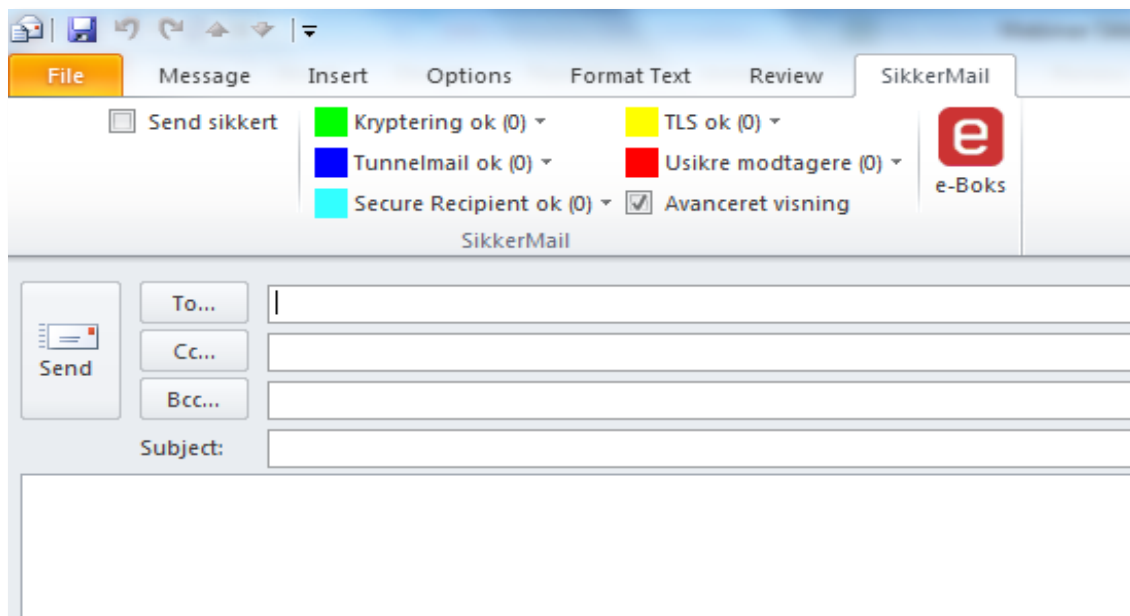 File Message Insert Options Format Text Review SikkerMail
Send sikkert Kryptering ok (0) TLS ok (0)
Tunnelmail ok (0) Usikre modtagere (0)
Secure Recipient ok (0) Avanceret visning
e
e-Boks
SikkerMail
To...
Cc...
Send
Bcc...
Subject: